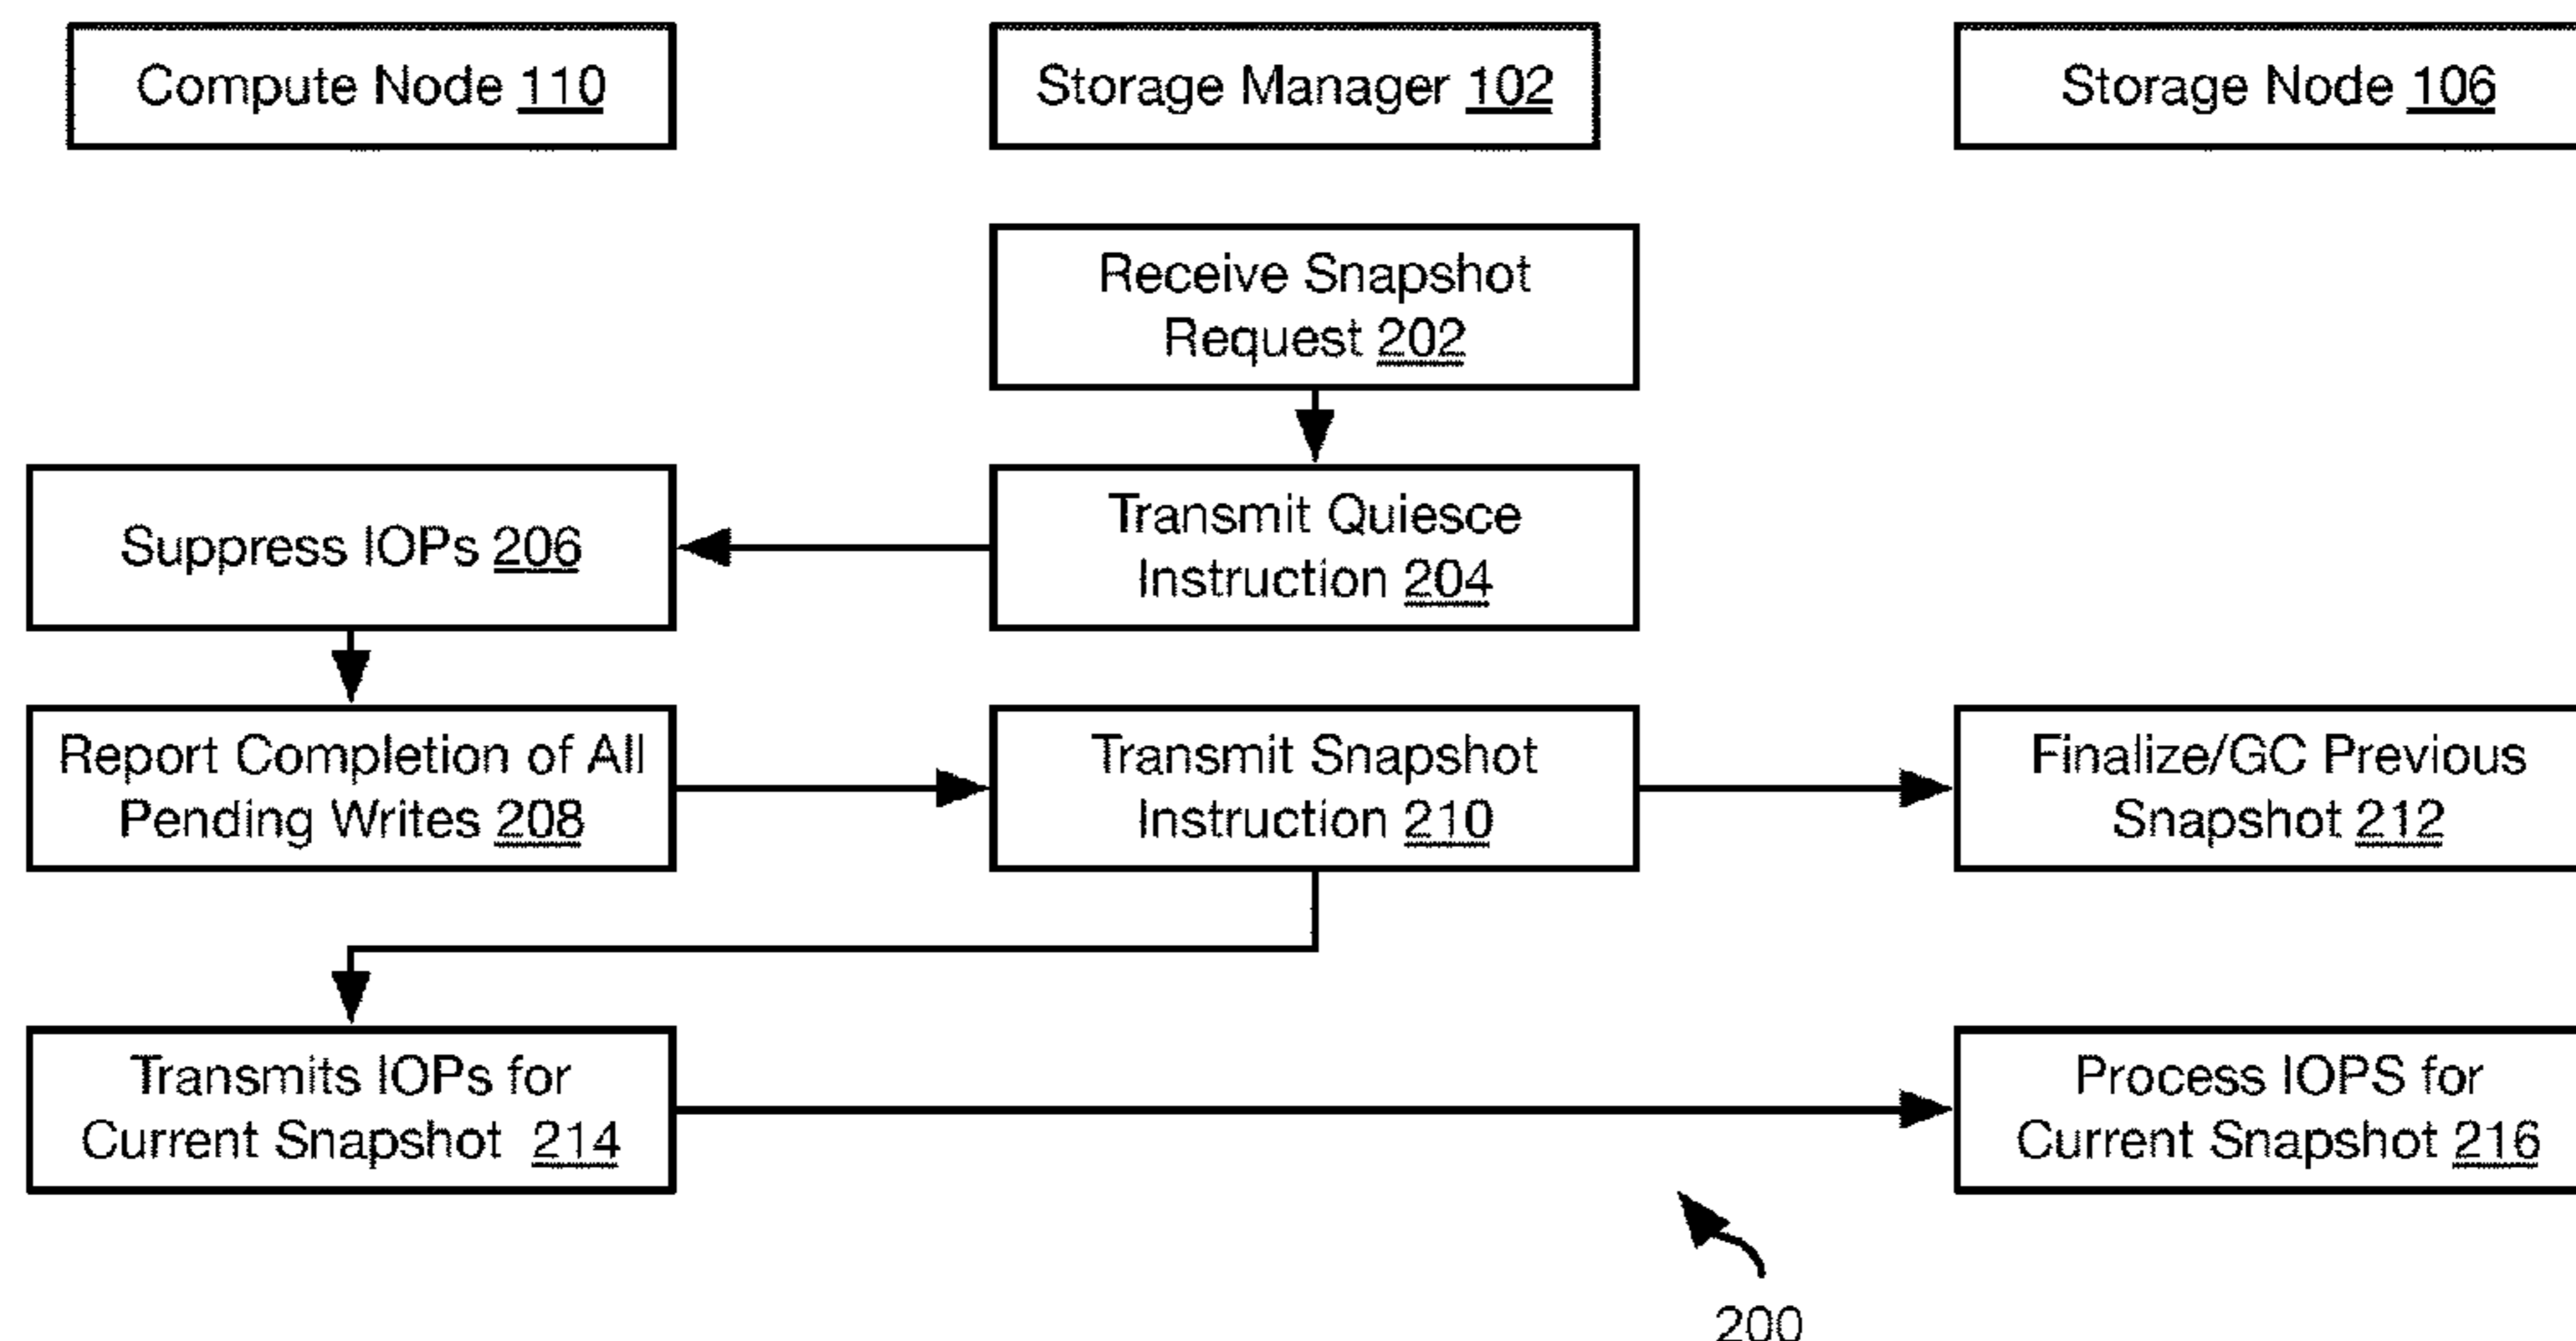 Compute Node 110
Storage Manager 102
Storage Node 106
Receive Snapshot
Request 202
Suppress IOPs 206
Transmit Quiesce
Instruction 204
Report Completion of All
Pending Writes 208
Transmit Snapshot
Instruction 210
Finalize/GC Previous
Snapshot 212
Transmits IOPs for
Current Snapshot 214
Process IOPS for
Current Snapshot 216
200